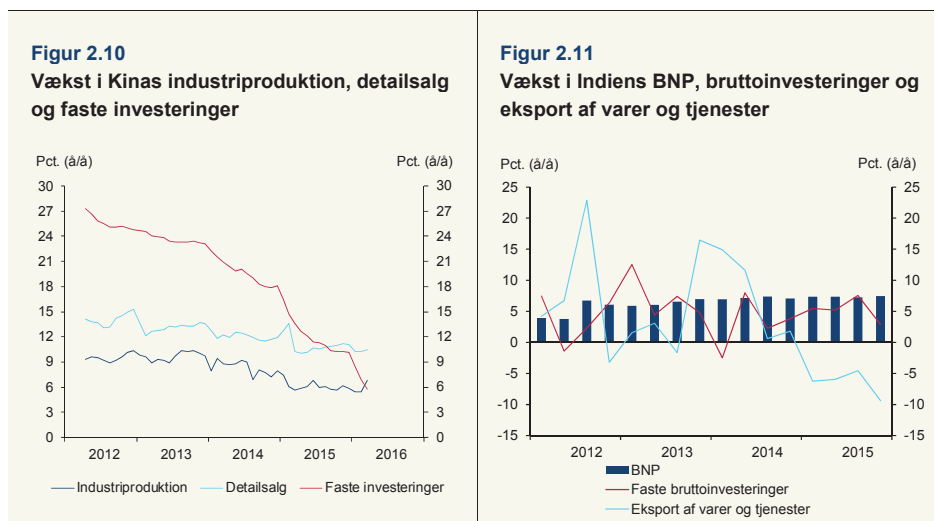 Figur 2.10
Vækst i Kinas industriproduktion, detailsalg
og faste investeringer
Pct. (å/å) Pct. (å/å)
30 30
27 27
24 24
21 21
18 18
15 15
12 12
9 9
6 6
3 3
0 0
2012 2013 2014 2015 2016
Industriproduktion Detailsalg Faste investeringer
Figur 2.11
Vækst i Indiens BNP, bruttoinvesteringer og
eksport af varer og tjenester
Pct. (å/å) Pct. (å/å)
25 25
20 20
15 15
10 10
5 5
0 0
-5 -5
-10 -10
-15 -15
2012 2013 2014 2015
BNP
Faste bruttoinvesteringer
Eksport af varer og tjenester